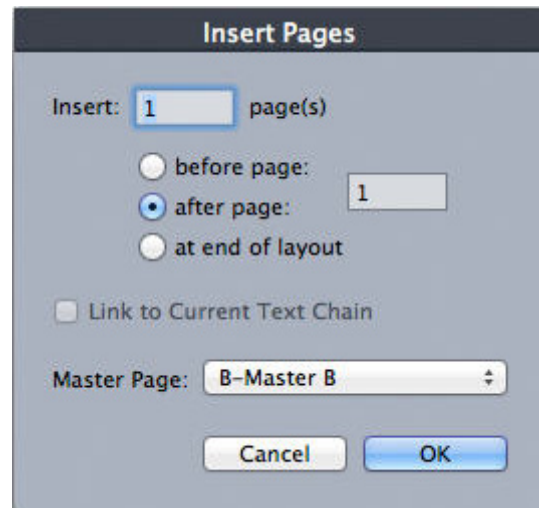 Insert Pages
Insert: 1 page(s)
before page:
after page: 1
at end of layout
Link to Current Text Chain
Master Page: B-Master B
Cancel OK